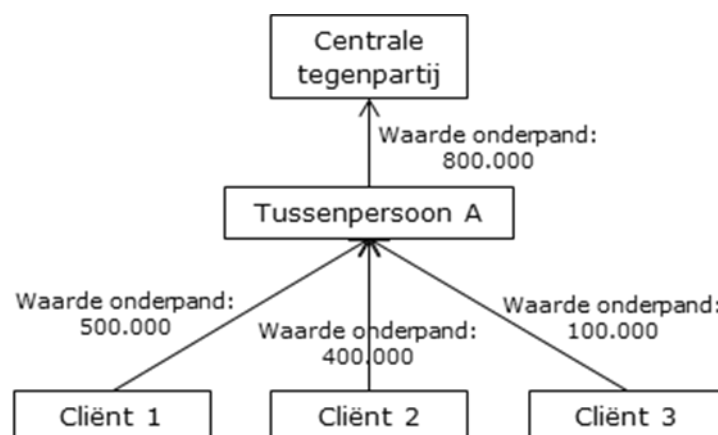 Centrale
tegenpartij
Waarde onderpand:
800.000
Tussenpersoon A
Waarde onderpand:
500.000
Waarde onderpand:
400.000
Waarde onderpand:
100.000
Cliënt 1
Cliënt 2
Cliënt 3